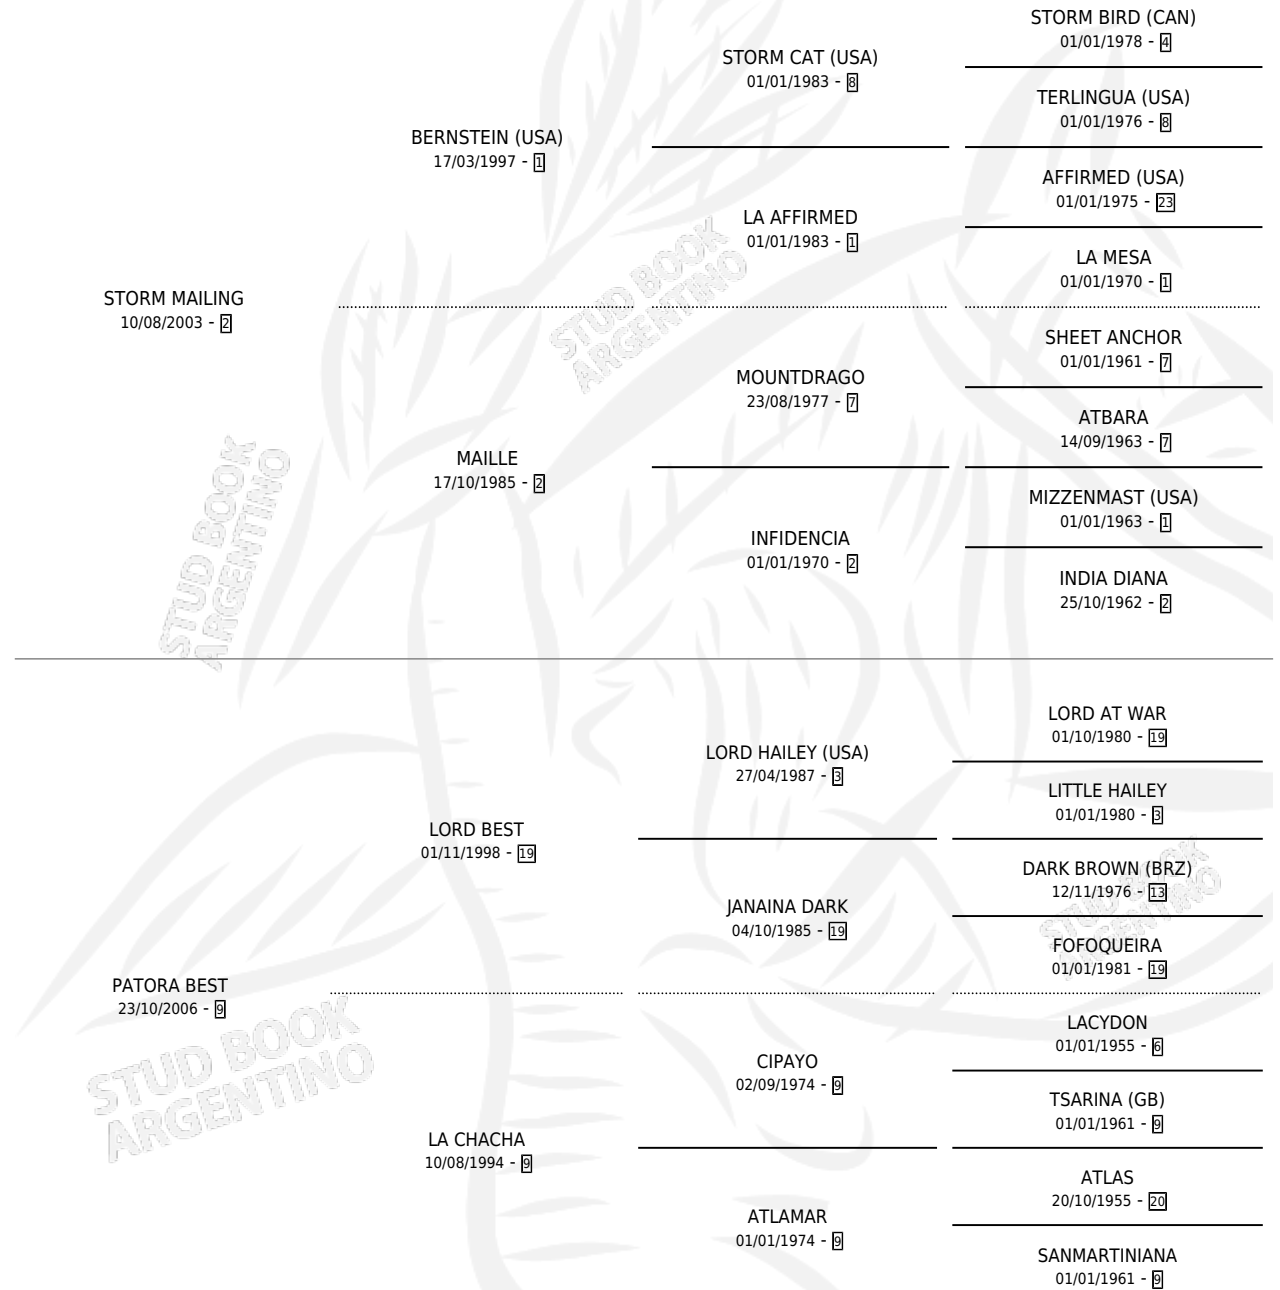 STORM BIRD (CAN)
01/01/1978 - 4
STORM CAT (USA)
01/01/1983 - 8
TERLINGUA (USA)
01/01/1976 - 8
BERNSTEIN (USA)
17/03/1997 - 1
AFFIRMED (USA)
01/01/1975 - 23
LA AFFIRMED
01/01/1983 - 1
LA MESA
01/01/1970 - 1
STORM MAILING
10/08/2003 - 2
STUD BOOK
ARGENTINO
SHEET ANCHOR
01/01/1961 - 7
MOUNTDRAGO
23/08/1977 - 7
ATBARA
14/09/1963 - 7
MAILLE
17/10/1985 - 2
MIZZENMAST (USA)
01/01/1963 - 1
INFIDENCIA
01/01/1970 - 2
INDIA DIANA
25/10/1962 - 2
STUD BOOK
ARGENTINO
LORD AT WAR
01/10/1980 - 19
LORD HAILEY (USA)
27/04/1987 - 3
LITTLE HAILEY
01/01/1980 - 3
LORD BEST
01/11/1998 - 19
DARK BROWN (BRZ)
12/11/1976 - 13
JANAINA DARK
04/10/1985 - 19
STUD BOOK
ARGENTINO
FOFOQUEIRA
01/01/1981 - 19
PATORA BEST
23/10/2006 - 9
STUD BOOK
ARGENTINO
LACYDON
01/01/1955 - 6
CIPAYO
02/09/1974 - 9
TSARINA (GB)
01/01/1961 - 9
LA CHACHA
10/08/1994 - 9
ATLAS
20/10/1955 - 20
ATLAMAR
01/01/1974 - 9
SANMARTINIANA
01/01/1961 - 9